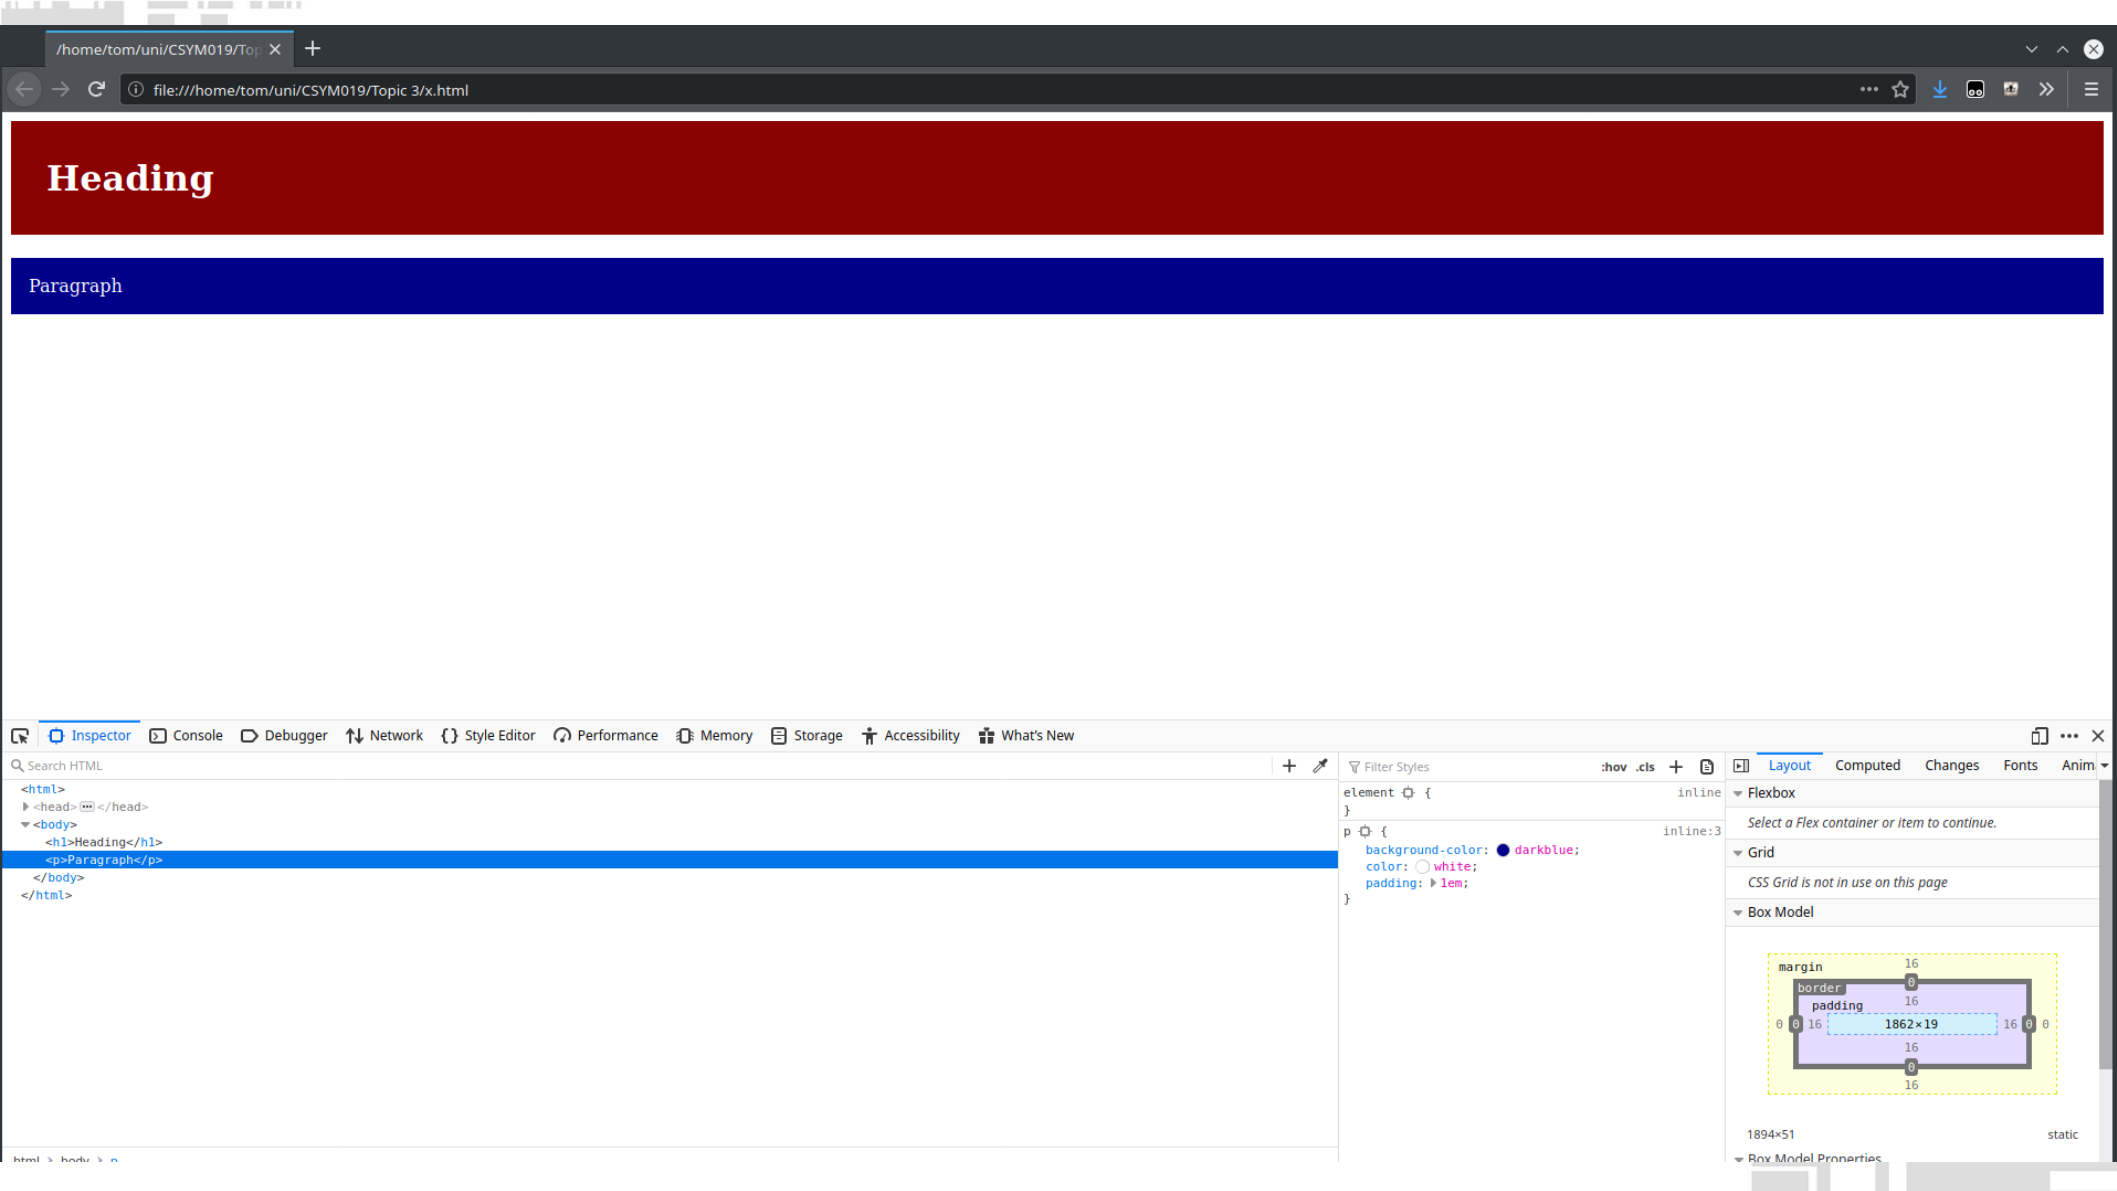 /home/tom/uni/CSYM019/Top
file:///home/tom/uni/CSYM019/Topic 3/x.html
Heading
Paragraph
Inspector Console Debugger Network Style Editor Performance Memory Storage Accessibility What's New
Search HTML
<html>
<head> </head>
<body>
<h1>Heading</h1>
<p>Paragraph</p>
</body>
</html>
html > body > p
Filter Styles :hov .cls
element { inline
}
p { inline:3
background-color: darkblue;
color: white;
padding: 1em;
}
Layout Computed Changes Fonts Anim
Flexbox
Select a Flex container or item to continue.
Grid
CSS Grid is not in use on this page
Box Model
margin 16
border 0
padding 16
0 0 16 1862×19 16 0 0
16
0
16
1894×51 static
Box Model Properties